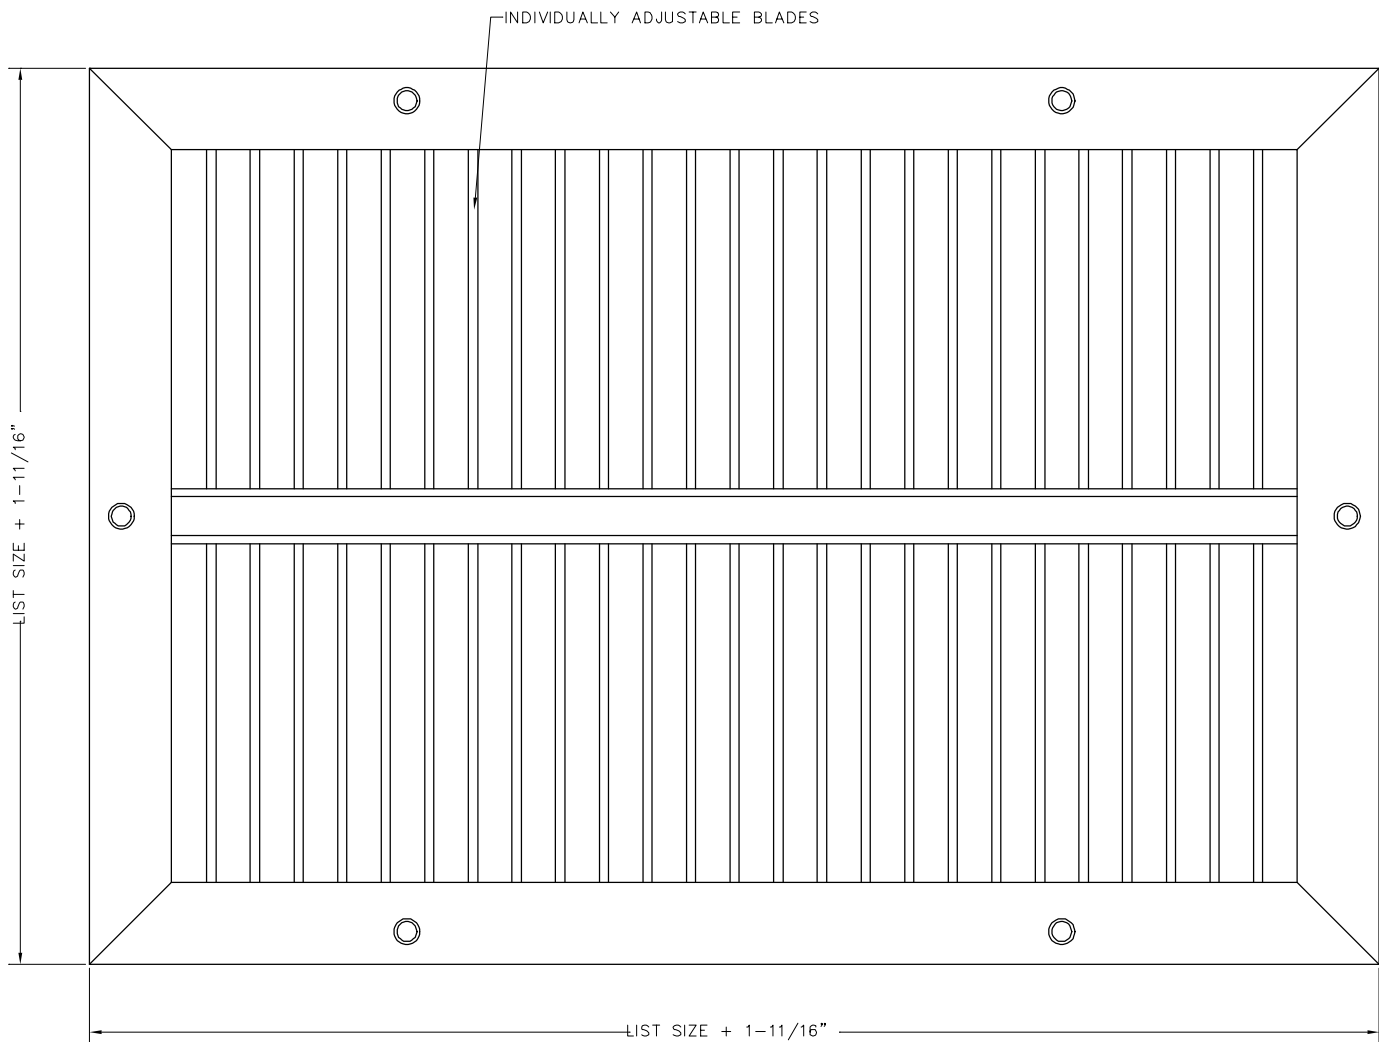 INDIVIDUALLY ADJUSTABLE BLADES
LIST SIZE + 1-11/16"
LIST SIZE + 1-11/16"